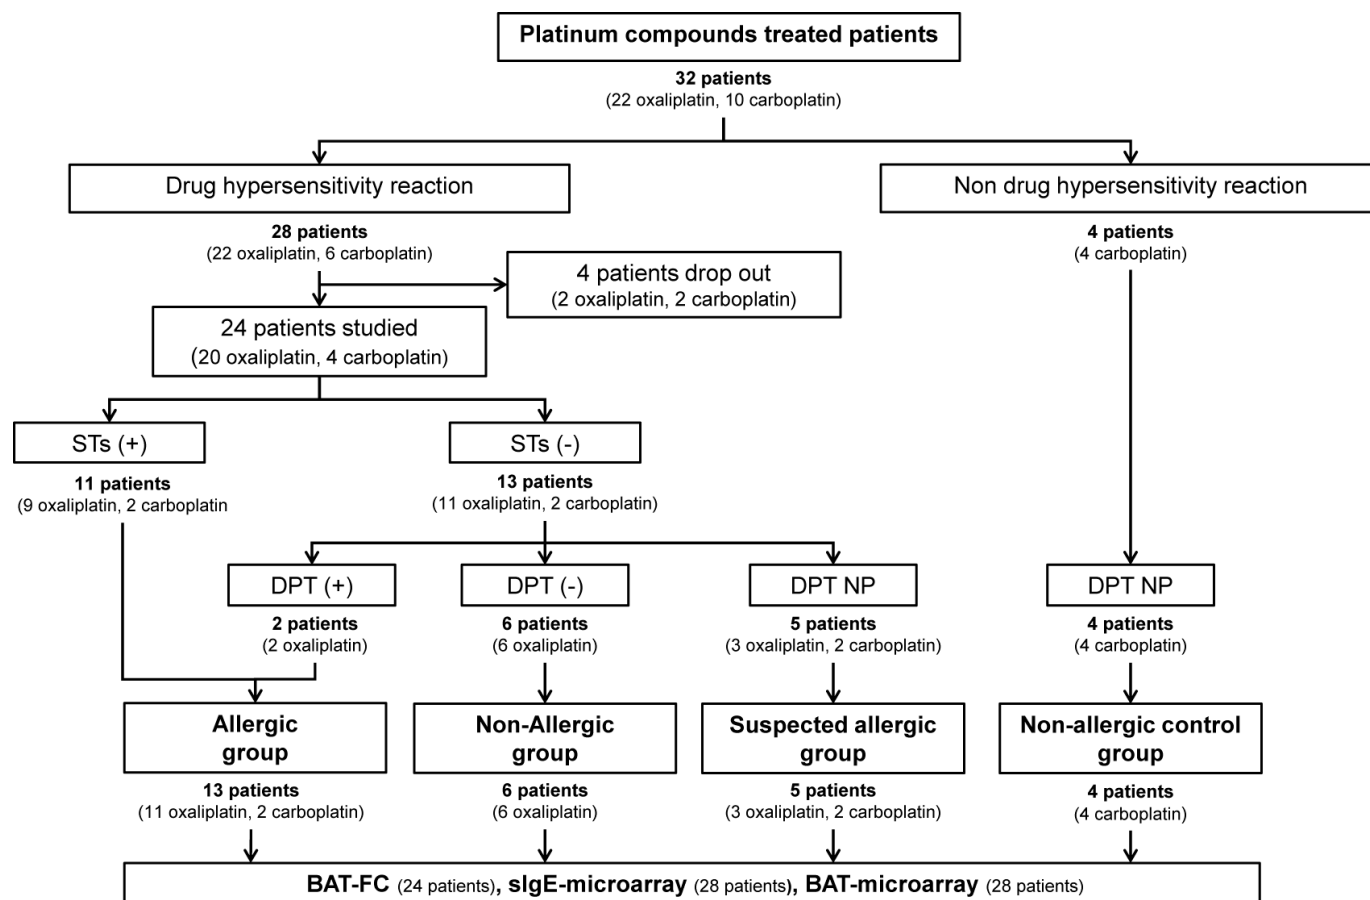 Platinum compounds treated patients
32 patients
(22 oxaliplatin, 10 carboplatin)
Drug hypersensitivity reaction
Non drug hypersensitivity reaction
28 patients
(22 oxaliplatin, 6 carboplatin)
4 patients
(4 carboplatin)
4 patients drop out
(2 oxaliplatin, 2 carboplatin)
24 patients studied
(20 oxaliplatin, 4 carboplatin)
STs (+)
STs (-)
11 patients
(9 oxaliplatin, 2 carboplatin
13 patients
(11 oxaliplatin, 2 carboplatin)
DPT (+)
DPT (-)
DPT NP
DPT NP
2 patients
(2 oxaliplatin)
6 patients
(6 oxaliplatin)
5 patients
(3 oxaliplatin, 2 carboplatin)
4 patients
(4 carboplatin)
Allergic
group
Non-Allergic
group
Suspected allergic
group
Non-allergic control
group
13 patients
(11 oxaliplatin, 2 carboplatin)
6 patients
(6 oxaliplatin)
5 patients
(3 oxaliplatin, 2 carboplatin)
4 patients
(4 carboplatin)
BAT-FC (24 patients), sIgE-microarray (28 patients), BAT-microarray (28 patients)